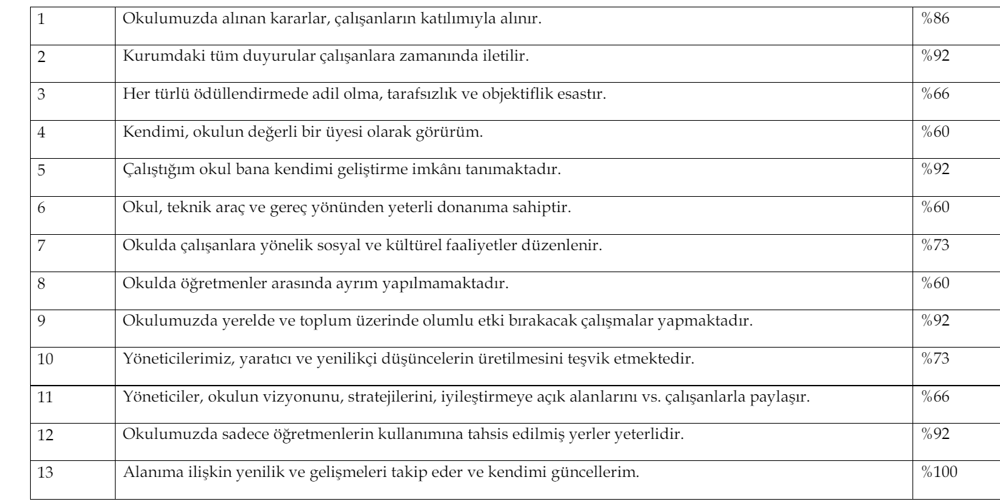 1 Okulumuzda alınan kararlar, çalışanların katılımıyla alınır. %86
2 Kurumdaki tüm duyurular çalışanlara zamanında iletilir. %92
3 Her türlü ödüllendirmede adil olma, tarafsızlık ve objektiflik esastır. %66
4 Kendimi, okulun değerli bir üyesi olarak görürüm. %60
5 Çalıştığım okul bana kendimi geliştirme imkânı tanımaktadır. %92
6 Okul, teknik araç ve gereç yönünden yeterli donanıma sahiptir. %60
7 Okulda çalışanlara yönelik sosyal ve kültürel faaliyetler düzenlenir. %73
8 Okulda öğretmenler arasında ayrım yapılmamaktadır. %60
9 Okulumuzda yerelde ve toplum üzerinde olumlu etki bırakacak çalışmalar yapmaktadır. %92
10 Yöneticilerimiz, yaratıcı ve yenilikçi düşüncelerin üretilmesini teşvik etmektedir. %73
11 Yöneticiler, okulun vizyonunu, stratejilerini, iyileştirmeye açık alanlarını vs. çalışanlarla paylaşır. %66
12 Okulumuzda sadece öğretmenlerin kullanımına tahsis edilmiş yerler yeterlidir. %92
13 Alanıma ilişkin yenilik ve gelişmeleri takip eder ve kendimi güncellerim. %100